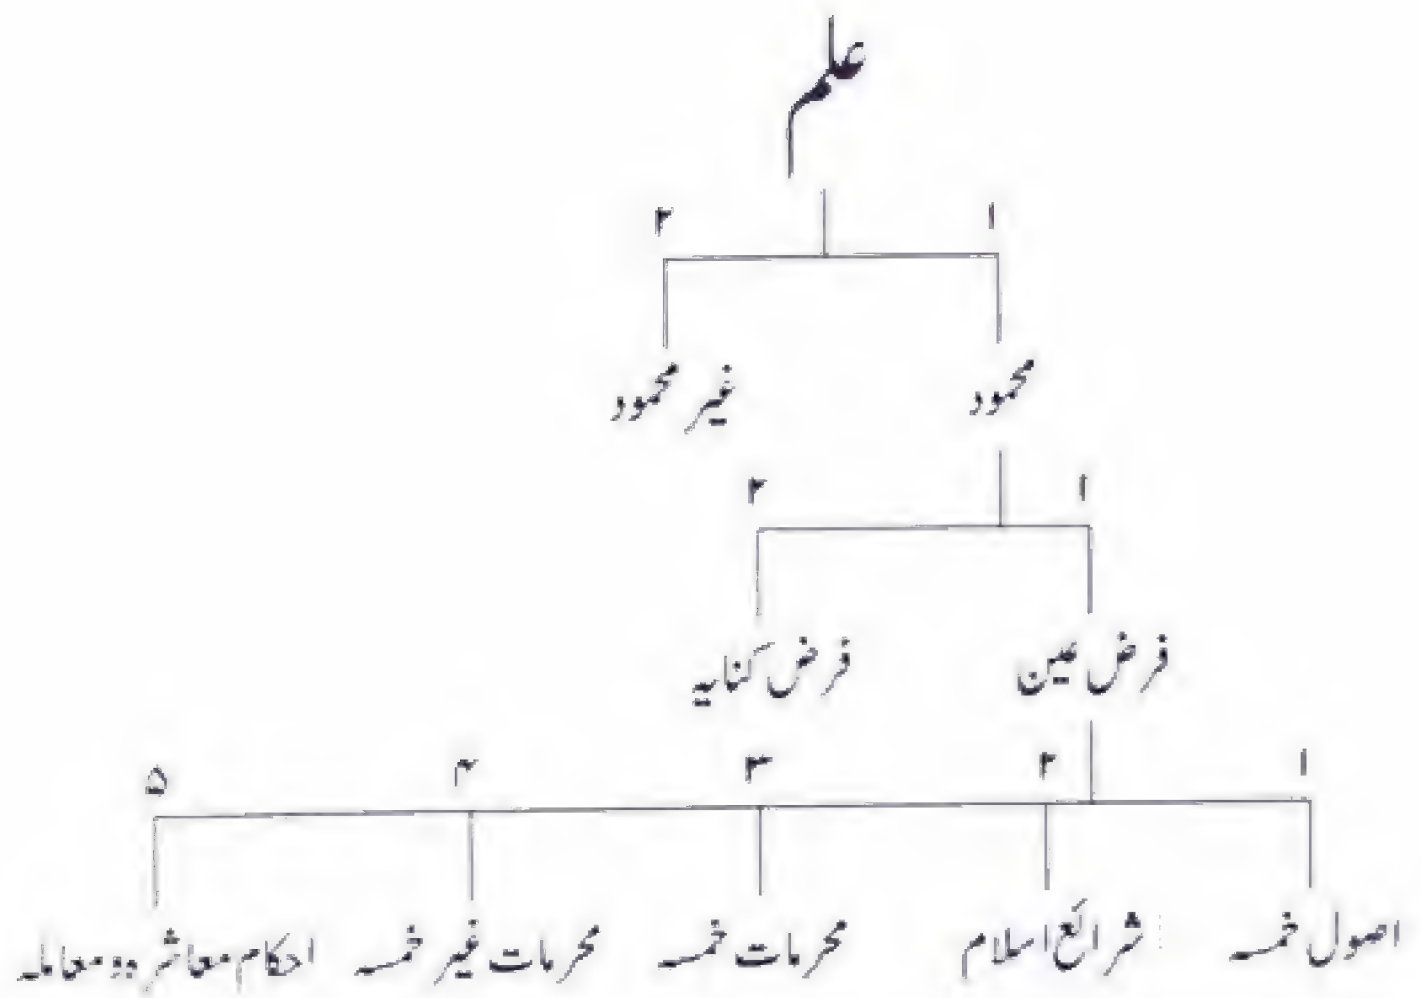 علم
۱ ۲
محمود غیر محمود
۱ ۲
فرض عین فرض کفایہ
۱ ۲ ۳ ۴ ۵
اصول خمسہ شرائع اسلام محرمات خمسہ محرمات غیر خمسہ احکام معاشرہ و معاملہ